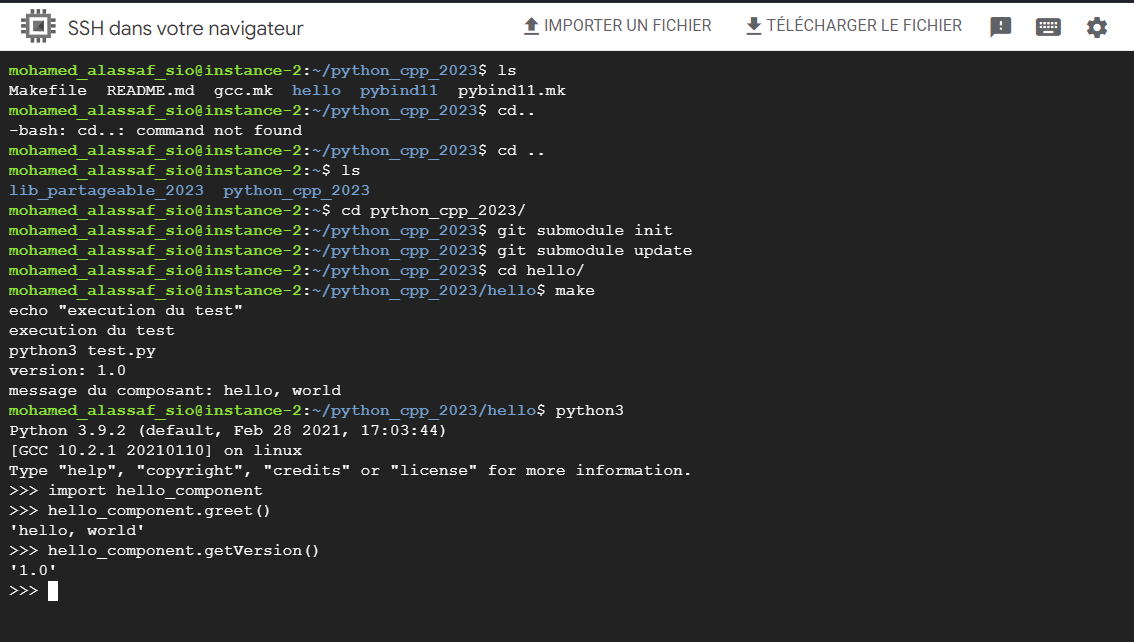 SSH dans votre navigateur IMPORTER UN FICHIER TÉLÉCHARGER LE FICHIER
mohamed_alassaf_sio@instance-2:~/python_cpp_2023$ ls
Makefile  README.md  gcc.mk  hello  pybind11  pybind11.mk
mohamed_alassaf_sio@instance-2:~/python_cpp_2023$ cd..
-bash: cd..: command not found
mohamed_alassaf_sio@instance-2:~/python_cpp_2023$ cd ..
mohamed_alassaf_sio@instance-2:~$ ls
lib_partageable_2023  python_cpp_2023
mohamed_alassaf_sio@instance-2:~$ cd python_cpp_2023/
mohamed_alassaf_sio@instance-2:~/python_cpp_2023$ git submodule init
mohamed_alassaf_sio@instance-2:~/python_cpp_2023$ git submodule update
mohamed_alassaf_sio@instance-2:~/python_cpp_2023$ cd hello/
mohamed_alassaf_sio@instance-2:~/python_cpp_2023/hello$ make
echo "execution du test"
execution du test
python3 test.py
version: 1.0
message du composant: hello, world
mohamed_alassaf_sio@instance-2:~/python_cpp_2023/hello$ python3
Python 3.9.2 (default, Feb 28 2021, 17:03:44)
[GCC 10.2.1 20210110] on linux
Type "help", "copyright", "credits" or "license" for more information.
>>> import hello_component
>>> hello_component.greet()
'hello, world'
>>> hello_component.getVersion()
'1.0'
>>>